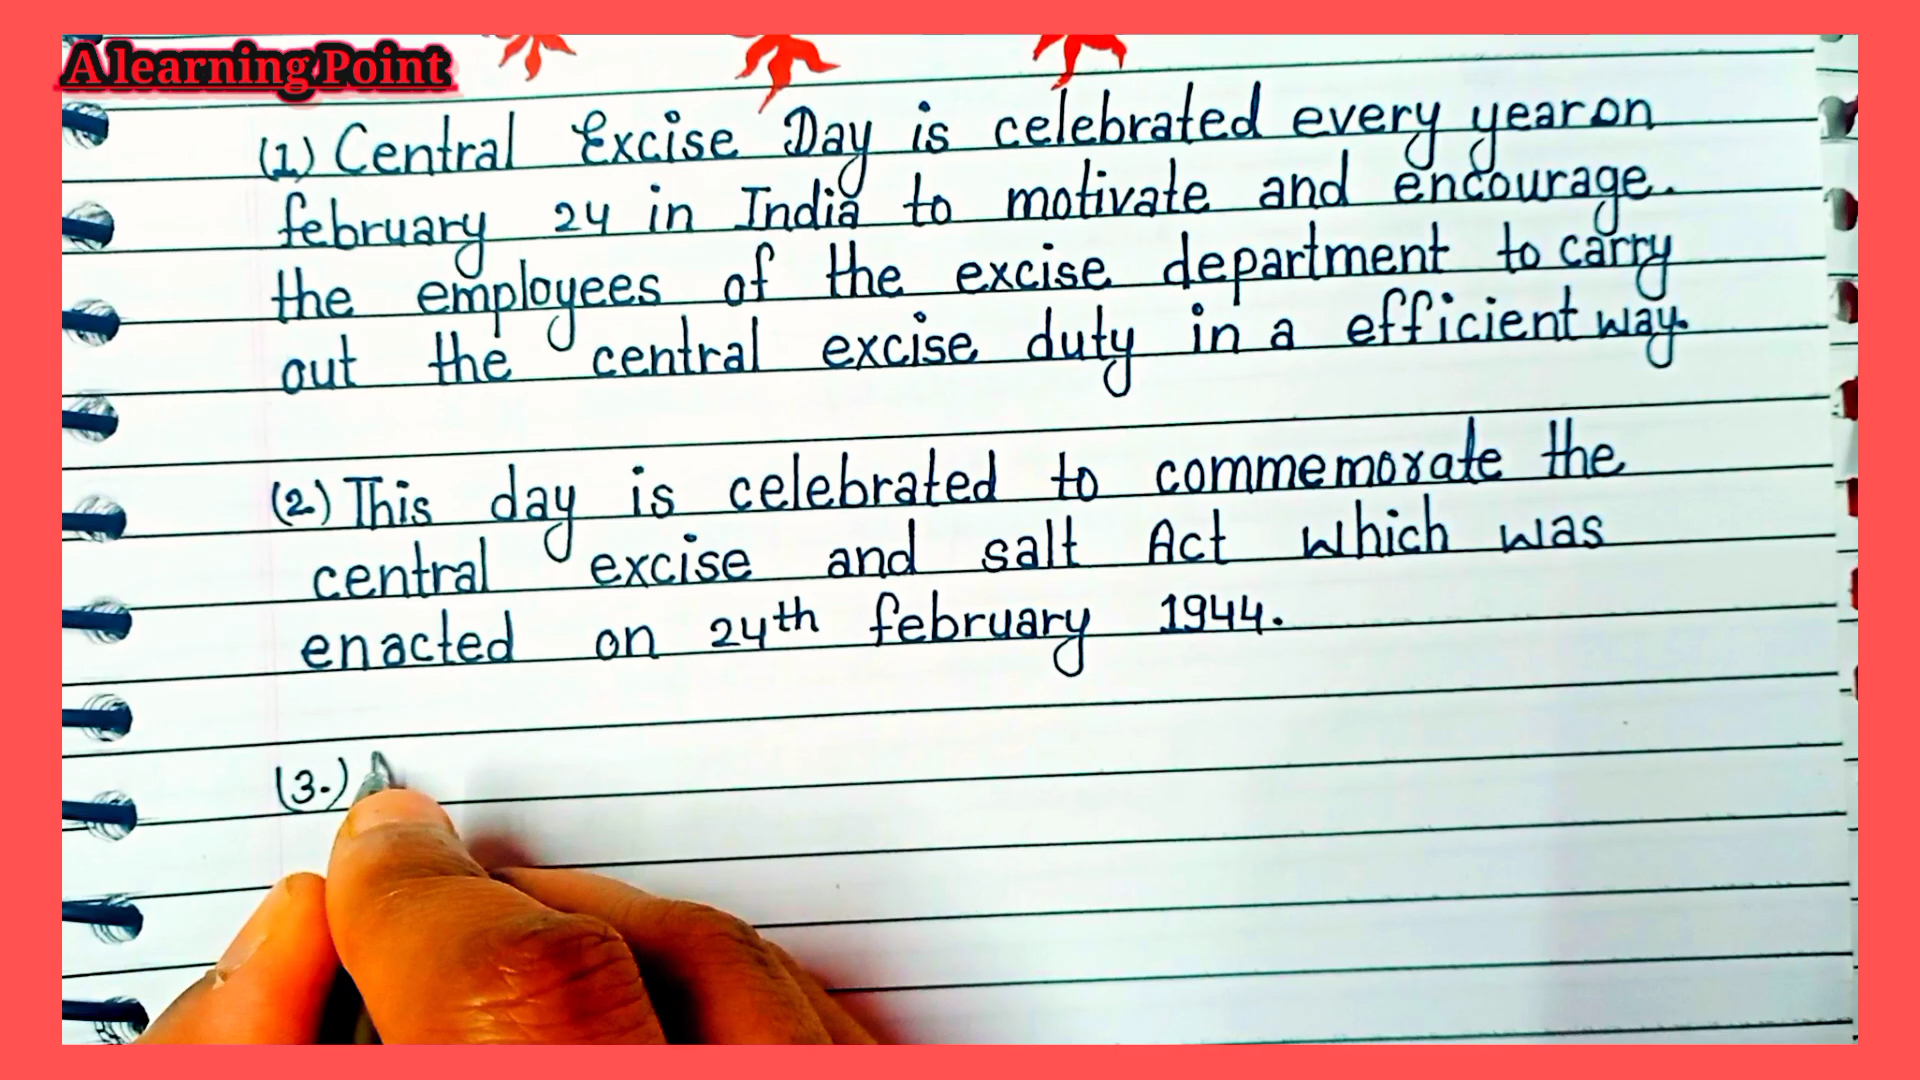 A learning Point
(1) Central Excise Day is celebrated every year on
february 24 in India to motivate and encourage.
the employees of the excise department to carry
out the central excise duty in a efficient way.
(2.) This day is celebrated to commemorate the
central excise and salt Act which was
enacted on 24th february 1944.
(3.)